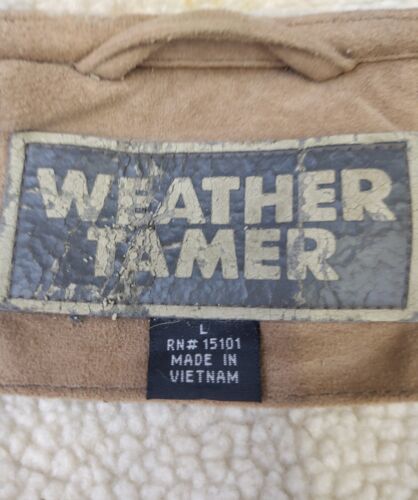 WEATHER
TAMER
L
RN# 15101
MADE IN
VIETNAM